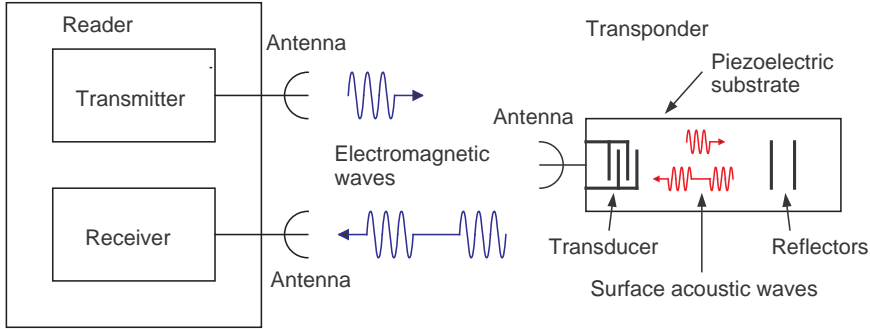 Reader
Antenna
Transmitter
Transponder
Piezoelectric
substrate
Antenna
Electromagnetic
waves
Receiver
Antenna
Transducer
Reflectors
Surface acoustic waves